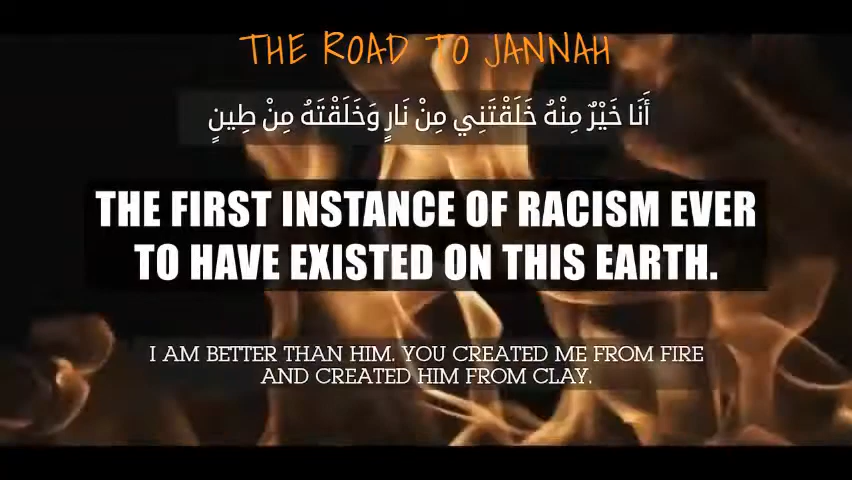 THE ROAD TO JANNAH
أَنَا خَيْرٌ مِنْهُ خَلَقْتَنِي مِنْ نَارٍ وَخَلَقْتَهُ مِنْ طِينٍ
THE FIRST INSTANCE OF RACISM EVER
TO HAVE EXISTED ON THIS EARTH.
I AM BETTER THAN HIM. YOU CREATED ME FROM FIRE
AND CREATED HIM FROM CLAY.